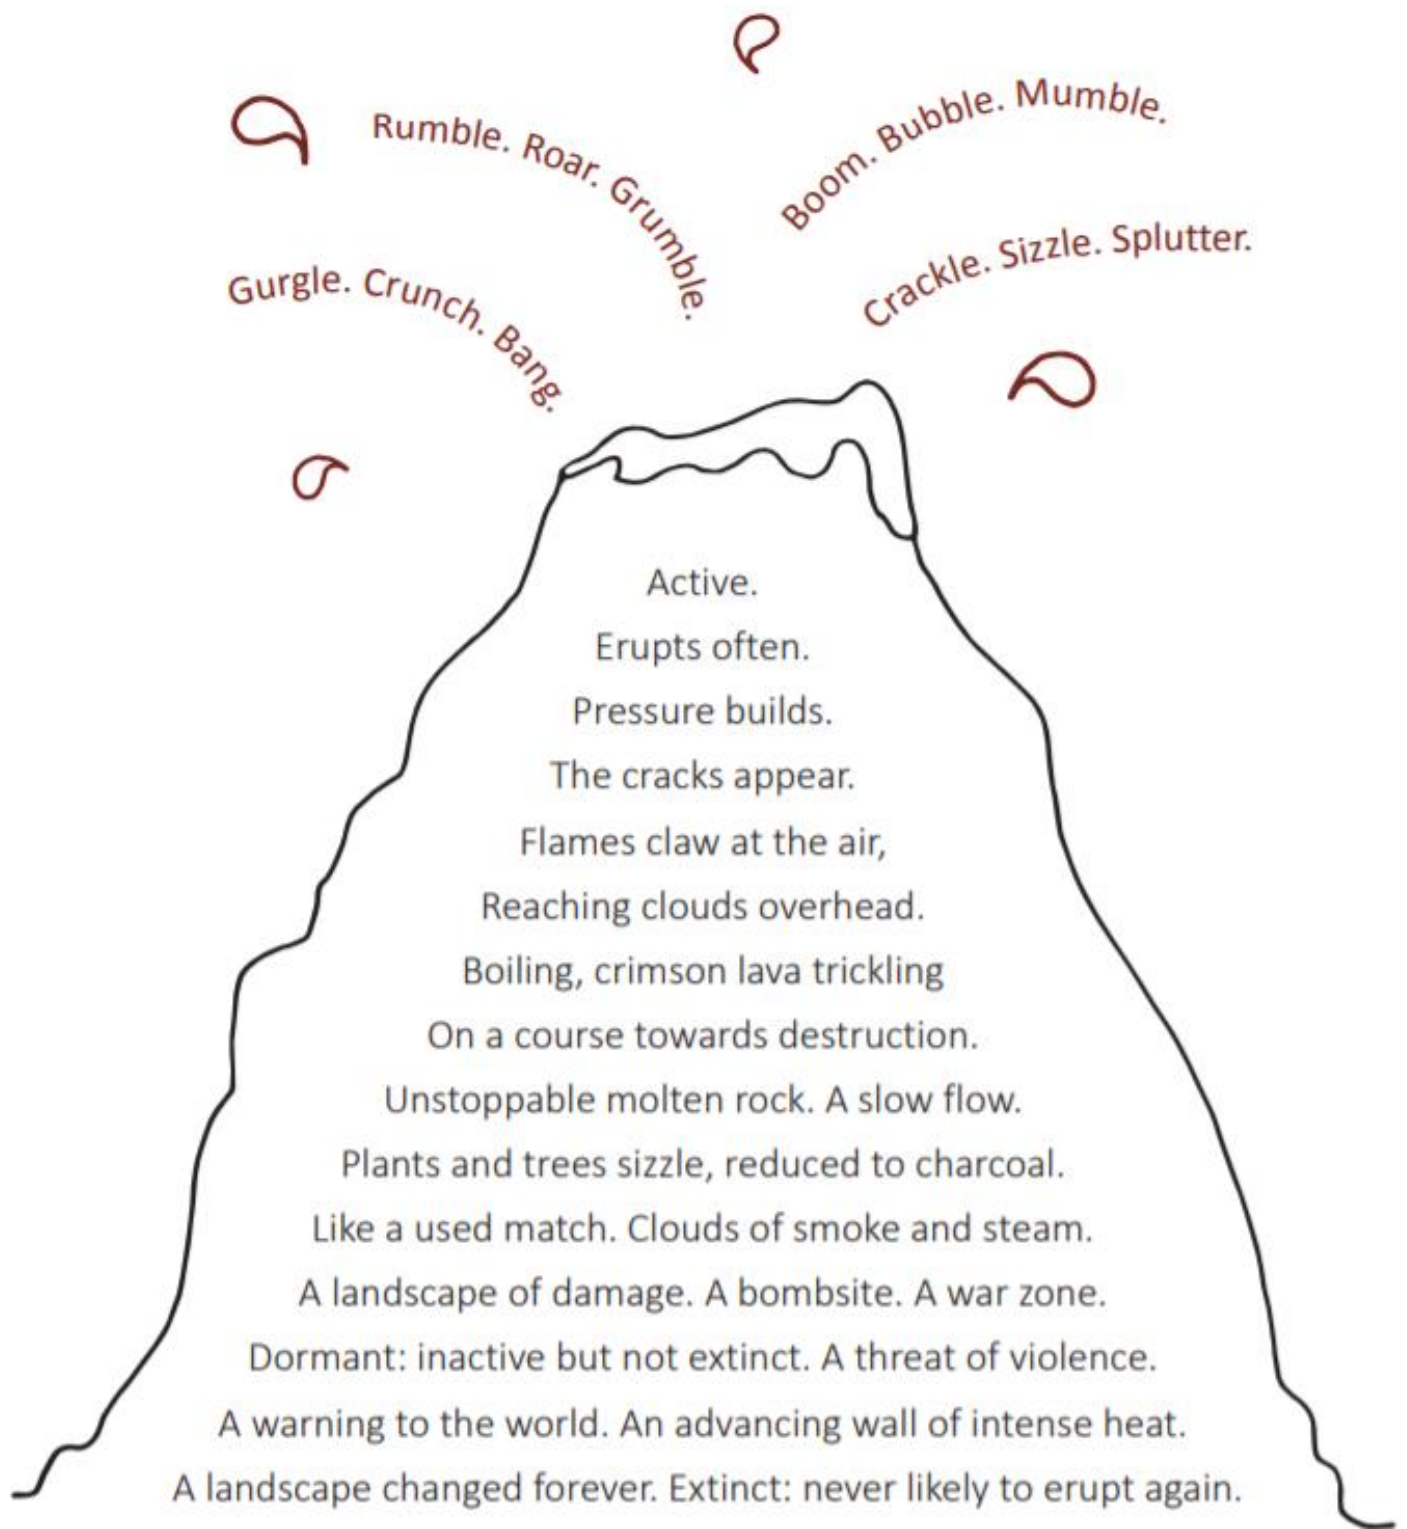 Rumble. Roar. Grumble.
Boom. Bubble. Mumble.
Gurgle. Crunch. Bang.
Crackle. Sizzle. Splutter.
Active.
Erupts often.
Pressure builds.
The cracks appear.
Flames claw at the air,
Reaching clouds overhead.
Boiling, crimson lava trickling
On a course towards destruction.
Unstoppable molten rock. A slow flow.
Plants and trees sizzle, reduced to charcoal.
Like a used match. Clouds of smoke and steam.
A landscape of damage. A bombsite. A war zone.
Dormant: inactive but not extinct. A threat of violence.
A warning to the world. An advancing wall of intense heat.
A landscape changed forever. Extinct: never likely to erupt again.